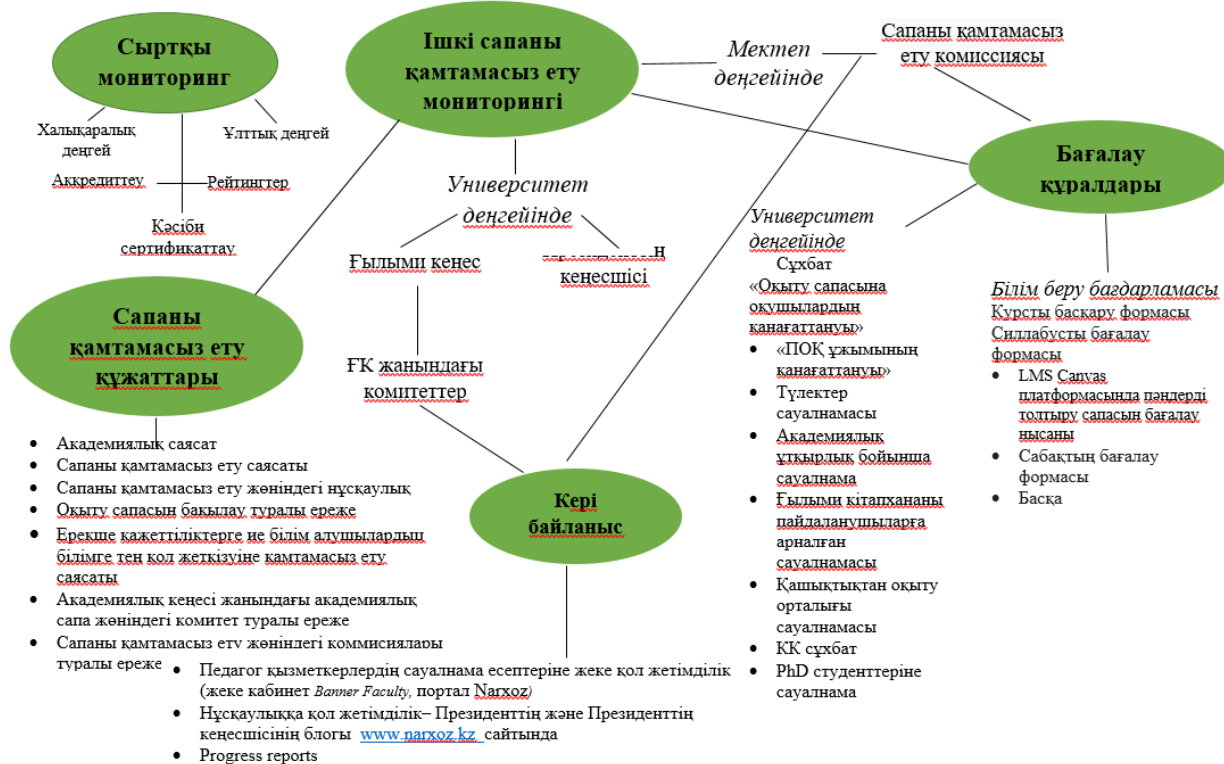 Сыртқы
мониторинг
Халықаралық
деңгей
Ұлттық деңгей
Аккредиттеу
Рейтингтер
Кәсіби
сертификаттау
Ішкі сапаны
қамтамасыз ету
мониторингі
Мектеп
деңгейінде
Сапаны қамтамасыз
ету комиссиясы
Университет
деңгейінде
Ғылыми кеңес
кеңесшісі
ҒК жанындағы
комитеттер
Бағалау
құралдары
Университет
деңгейінде
Сұхбат
«Оқыту сапасына
оқушылардың
қанағаттануы»
• «ПОҚ ұжымының
қанағаттануы»
• Түлектер
сауалнамасы
• Академиялық
ұтқырлық бойынша
сауалнама
• Ғылыми кітапхананы
пайдаланушыларға
арналған
сауалнамасы
• Қашықтықтан оқыту
орталығы
сауалнамасы
• КК сұхбат
• PhD студенттеріне
сауалнама
Білім беру бағдарламасы
Курсты басқару формасы
Силлабусты бағалау
формасы
• LMS Canvas
платформасында пәндерді
толтыру сапасын бағалау
нысаны
• Сабақтың бағалау
формасы
• Басқа
Сапаны
қамтамасыз ету
құжаттары
• Академиялық саясат
• Сапаны қамтамасыз ету саясаты
• Сапаны қамтамасыз ету жөніндегі нұсқаулық
• Оқыту сапасын бақылау туралы ереже
• Ерекше қажеттіліктерге ие білім алушылардыш
білімге тең қол жеткізуіне қамтамасыз ету
саясаты
• Академиялық кеңесі жанындағы академиялық
сапа жөніндегі комитет туралы ереже
• Сапаны қамтамасыз ету жөніндегі коммисиялары
туралы ереже
Кері
байланыс
• Педагог қызметкерлердің сауалнама есептеріне жеке қол жетімділік
(жеке кабинет Banner Faculty, портал Narxoz)
• Нұсқаулыққа қол жетімділік– Президенттің және Президенттің
кеңесшісінің блогы www.narxoz.kz сайтында
• Progress reports